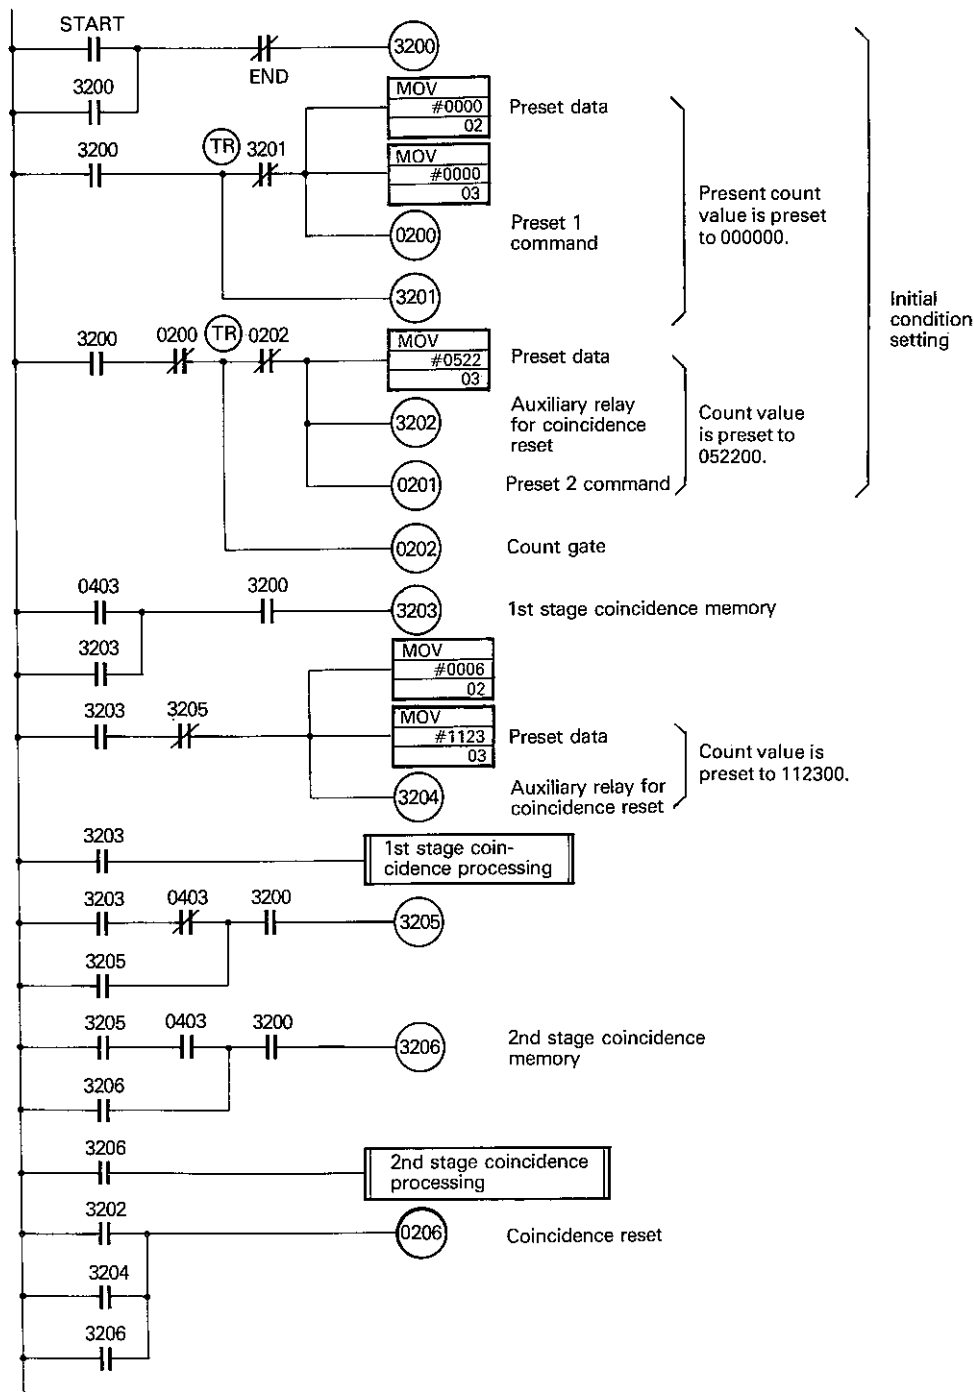 START
END
3200
3200
MOV
#0000
02
Preset data
3200
TR
3201
MOV
#0000
03
0200
Preset 1
command
Present count
value is preset
to 000000.
3201
3200
0200
TR
0202
MOV
#0522
03
Preset data
3202
Auxiliary relay
for coincidence
reset
Count value
is preset to
052200.
0201
Preset 2 command
Initial
condition
setting
0202
Count gate
0403
3200
3203
1st stage coincidence memory
3203
MOV
#0006
02
3203
3205
MOV
#1123
03
Preset data
3204
Auxiliary relay for
coincidence reset
Count value is
preset to 112300.
3203
1st stage coin-
cidence processing
3203
0403
3200
3205
3205
3205
0403
3200
3206
2nd stage coincidence
memory
3206
3206
2nd stage coincidence
processing
3202
0206
Coincidence reset
3204
3206